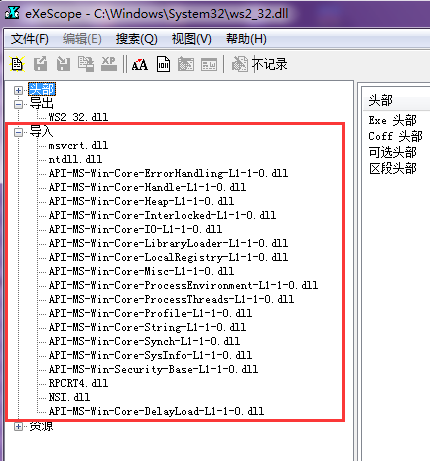 eXeScope - C:\Windows\System32\ws2_32.dll
文件(F) 编辑(E) 搜索(Q) 视图(V) 帮助(H)
XP AA 不记录
头部
导出
WS2_32.dll
导入
msvcrt.dll
ntdll.dll
API-MS-Win-Core-ErrorHandling-L1-1-0.dll
API-MS-Win-Core-Handle-L1-1-0.dll
API-MS-Win-Core-Heap-L1-1-0.dll
API-MS-Win-Core-Interlocked-L1-1-0.dll
API-MS-Win-Core-IO-L1-1-0.dll
API-MS-Win-Core-LibraryLoader-L1-1-0.dll
API-MS-Win-Core-LocalRegistry-L1-1-0.dll
API-MS-Win-Core-Misc-L1-1-0.dll
API-MS-Win-Core-ProcessEnvironment-L1-1-0.dll
API-MS-Win-Core-ProcessThreads-L1-1-0.dll
API-MS-Win-Core-Profile-L1-1-0.dll
API-MS-Win-Core-String-L1-1-0.dll
API-MS-Win-Core-Synch-L1-1-0.dll
API-MS-Win-Core-SysInfo-L1-1-0.dll
API-MS-Win-Security-Base-L1-1-0.dll
RPCRT4.dll
NSI.dll
API-MS-Win-Core-DelayLoad-L1-1-0.dll
资源
头部
Exe 头部
Coff 头部
可选头部
区段头部